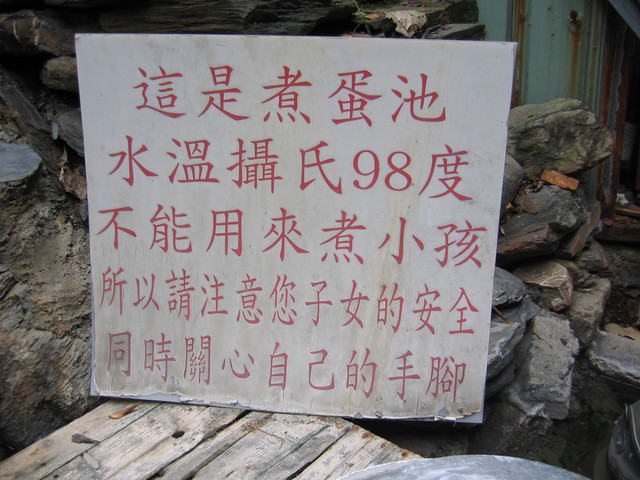 這是煮蛋池
水溫攝氏98度
不能用來煮小孩
所以請注意您子女的安全
同時關心自己的手腳